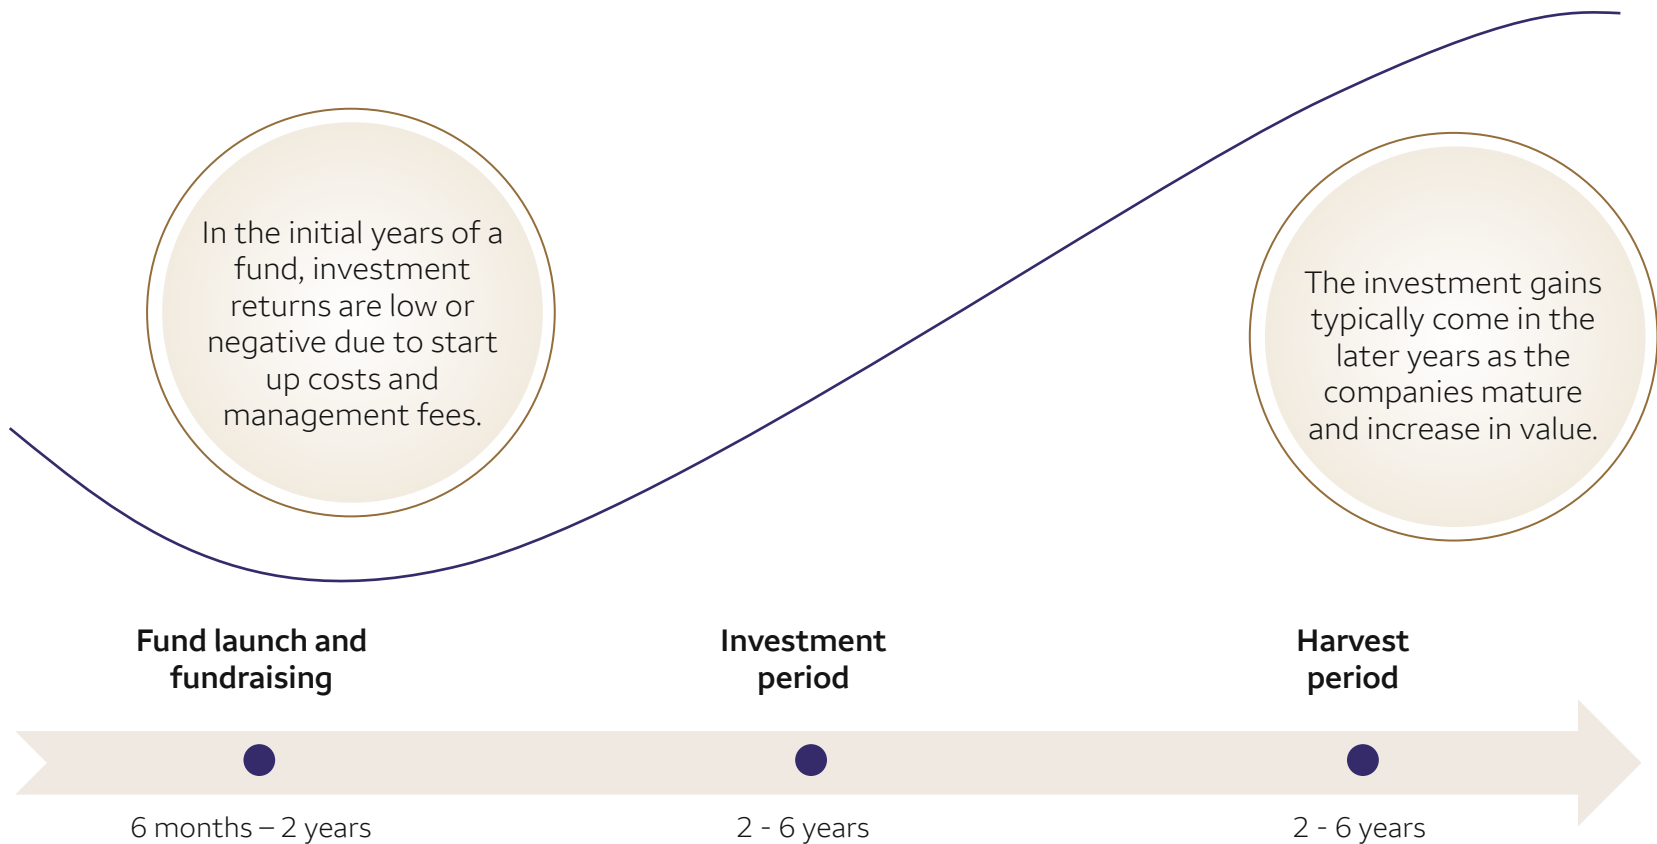 In the initial years of a
fund, investment
returns are low or
negative due to start
up costs and
management fees.
The investment gains
typically come in the
later years as the
companies mature
and increase in value.
Fund launch and
fundraising
Investment
period
Harvest
period
6 months – 2 years
2 - 6 years
2 - 6 years